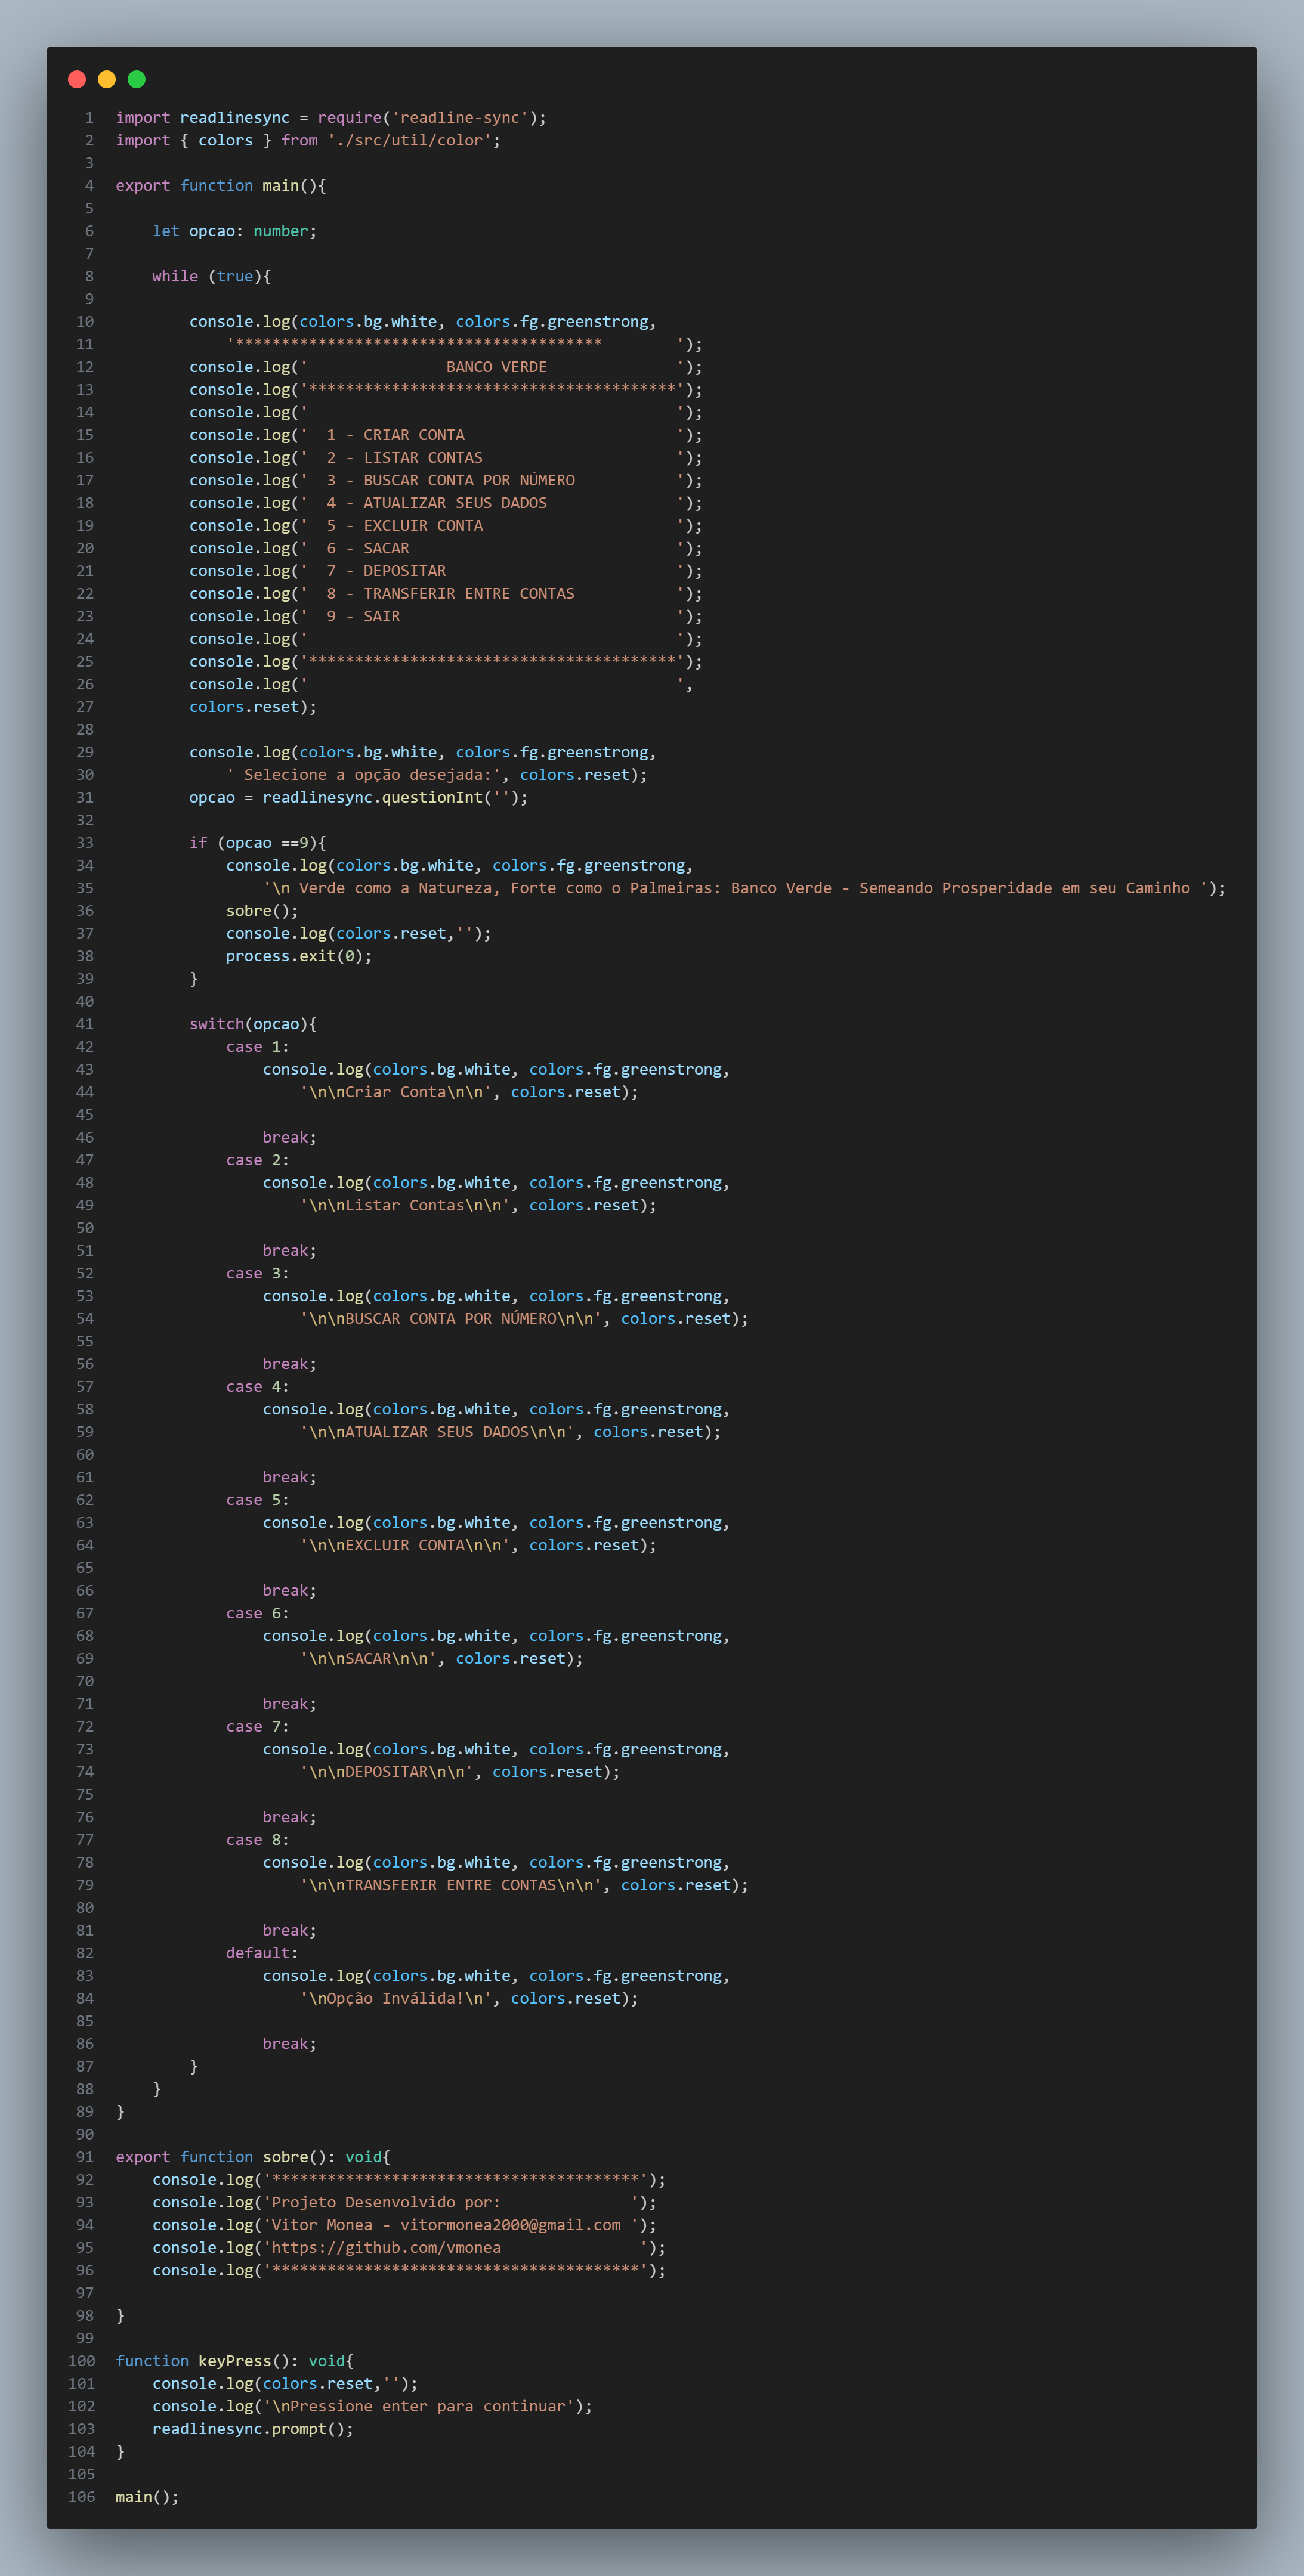 1 import readlinesync = require('readline-sync');
2 import { colors } from './src/util/color';
3
4 export function main(){
5
6     let opcao: number;
7
8     while (true){
9
10         console.log(colors.bg.white, colors.fg.greenstrong,
11             '****************************************        ');
12         console.log('               BANCO VERDE              ');
13         console.log('****************************************');
14         console.log('                                        ');
15         console.log('  1 - CRIAR CONTA                       ');
16         console.log('  2 - LISTAR CONTAS                     ');
17         console.log('  3 - BUSCAR CONTA POR NÚMERO           ');
18         console.log('  4 - ATUALIZAR SEUS DADOS              ');
19         console.log('  5 - EXCLUIR CONTA                     ');
20         console.log('  6 - SACAR                             ');
21         console.log('  7 - DEPOSITAR                         ');
22         console.log('  8 - TRANSFERIR ENTRE CONTAS           ');
23         console.log('  9 - SAIR                              ');
24         console.log('                                        ');
25         console.log('****************************************');
26         console.log('                                        ',
27         colors.reset);
28
29         console.log(colors.bg.white, colors.fg.greenstrong,
30             ' Selecione a opção desejada:', colors.reset);
31         opcao = readlinesync.questionInt('');
32
33         if (opcao ==9){
34             console.log(colors.bg.white, colors.fg.greenstrong,
35                 '\n Verde como a Natureza, Forte como o Palmeiras: Banco Verde - Semeando Prosperidade em seu Caminho ');
36             sobre();
37             console.log(colors.reset,'');
38             process.exit(0);
39         }
40
41         switch(opcao){
42             case 1:
43                 console.log(colors.bg.white, colors.fg.greenstrong,
44                     '\n\nCriar Conta\n\n', colors.reset);
45
46                 break;
47             case 2:
48                 console.log(colors.bg.white, colors.fg.greenstrong,
49                     '\n\nListar Contas\n\n', colors.reset);
50
51                 break;
52             case 3:
53                 console.log(colors.bg.white, colors.fg.greenstrong,
54                     '\n\nBUSCAR CONTA POR NÚMERO\n\n', colors.reset);
55
56                 break;
57             case 4:
58                 console.log(colors.bg.white, colors.fg.greenstrong,
59                     '\n\nATUALIZAR SEUS DADOS\n\n', colors.reset);
60
61                 break;
62             case 5:
63                 console.log(colors.bg.white, colors.fg.greenstrong,
64                     '\n\nEXCLUIR CONTA\n\n', colors.reset);
65
66                 break;
67             case 6:
68                 console.log(colors.bg.white, colors.fg.greenstrong,
69                     '\n\nSACAR\n\n', colors.reset);
70
71                 break;
72             case 7:
73                 console.log(colors.bg.white, colors.fg.greenstrong,
74                     '\n\nDEPOSITAR\n\n', colors.reset);
75
76                 break;
77             case 8:
78                 console.log(colors.bg.white, colors.fg.greenstrong,
79                     '\n\nTRANSFERIR ENTRE CONTAS\n\n', colors.reset);
80
81                 break;
82             default:
83                 console.log(colors.bg.white, colors.fg.greenstrong,
84                     '\nOpção Inválida!\n', colors.reset);
85
86                 break;
87         }
88     }
89 }
90
91 export function sobre(): void{
92     console.log('****************************************');
93     console.log('Projeto Desenvolvido por:              ');
94     console.log('Vitor Monea - vitormonea2000@gmail.com ');
95     console.log('https://github.com/vmonea               ');
96     console.log('****************************************');
97
98 }
99
100 function keyPress(): void{
101     console.log(colors.reset,'');
102     console.log('\nPressione enter para continuar');
103     readlinesync.prompt();
104 }
105
106 main();